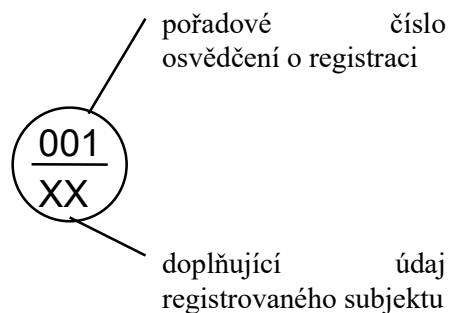 pořadové číslo
osvědčení o registraci
001
XX
doplňující údaj
registrovaného subjektu